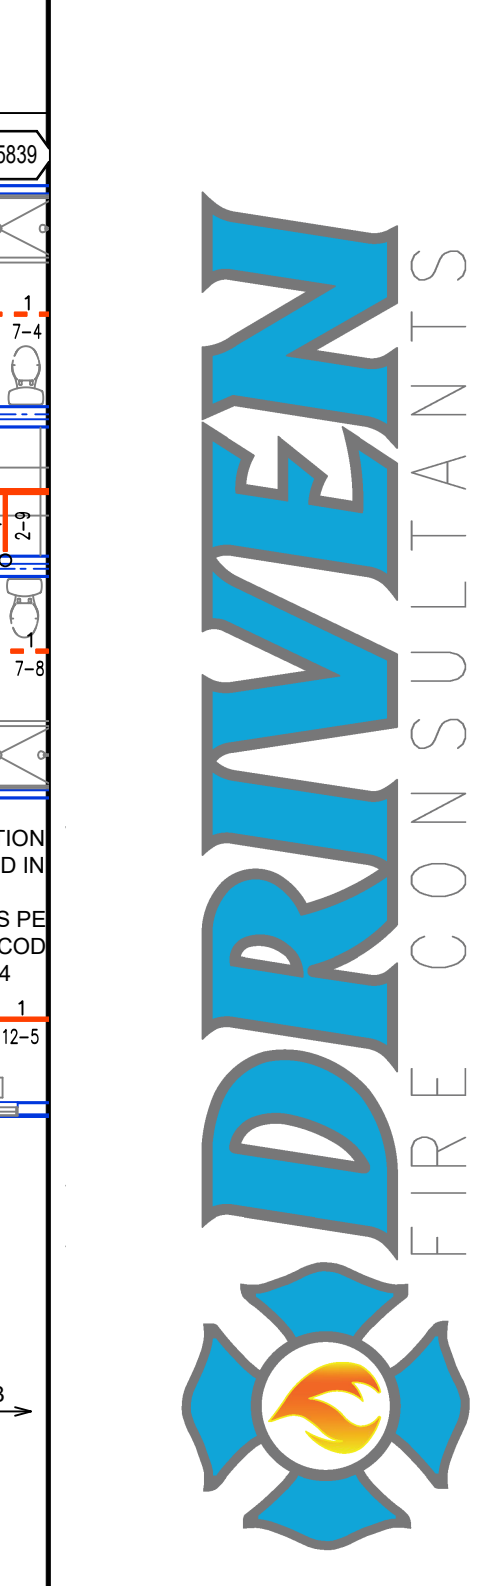 5839
1
7-4
2-9
1
7-8
TION
D IN
S PE
COD
4
1
12-5
DRIVEN
FIRE CONSULTANTS